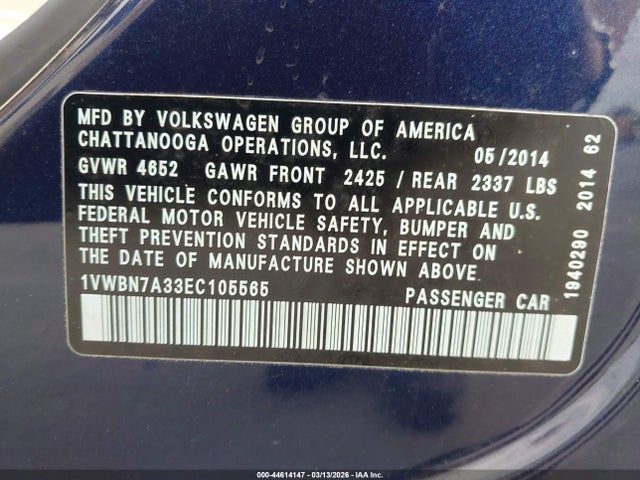 MFD BY VOLKSWAGEN GROUP OF AMERICA
CHATTANOOGA OPERATIONS, LLC. 05/2014
GVWR 4652 GAWR FRONT 2425 / REAR 2337 LBS
THIS VEHICLE CONFORMS TO ALL APPLICABLE U.S.
FEDERAL MOTOR VEHICLE SAFETY, BUMPER AND
THEFT PREVENTION STANDARDS IN EFFECT ON
THE DATE OF MANUFACTURE SHOWN ABOVE.
1VWBN7A33EC105565 PASSENGER CAR
1940290 2014 62
000-44614147 - 03/13/2026 - IAA Inc.